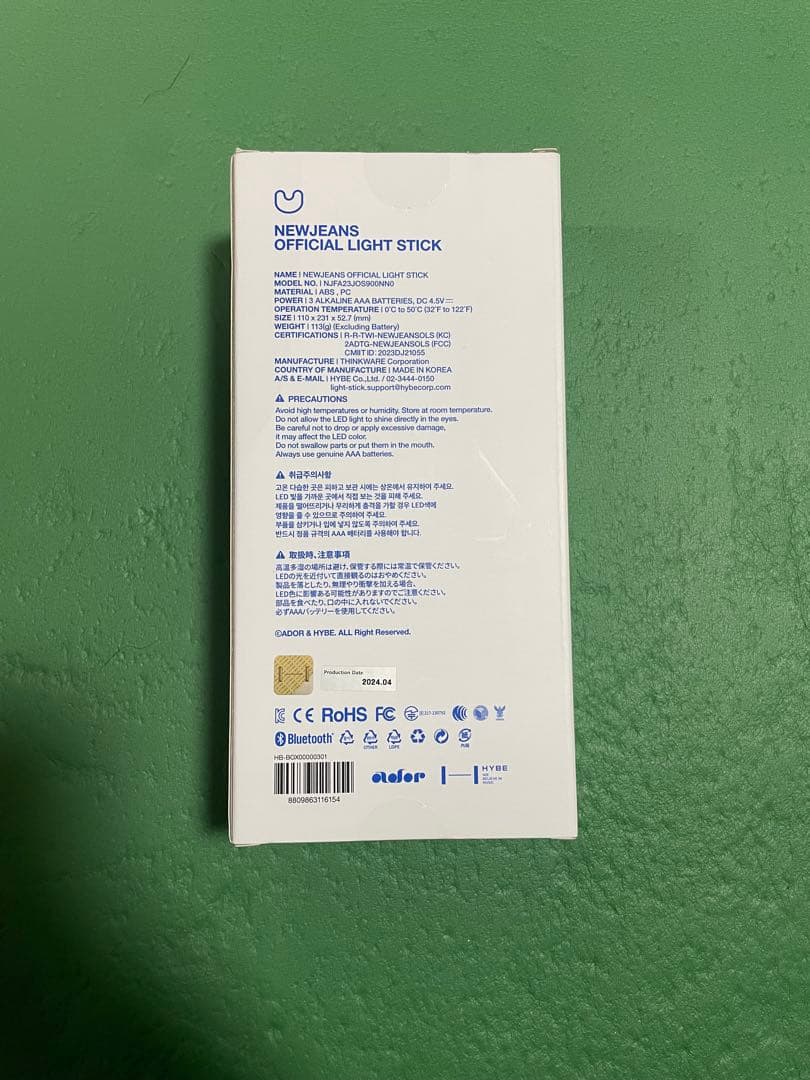 NEWJEANS
OFFICIAL LIGHT STICK
NAME | NEWJEANS OFFICIAL LIGHT STICK
MODEL NO. | NJFA23JOS900NN0
MATERIAL | ABS , PC
POWER | 3 ALKALINE AAA BATTERIES, DC 4.5V⎓
OPERATION TEMPERATURE | 0℃ to 50℃ (32℉ to 122℉)
SIZE | 110 x 231 x 52.7 (mm)
WEIGHT | 113(g) (Excluding Battery)
CERTIFICATIONS | R-R-TWI-NEWJEANSOLS (KC)
2ADTG-NEWJEANSOLS (FCC)
CMIIT ID: 2023DJ21055
MANUFACTURE | THINKWARE Corporation
COUNTRY OF MANUFACTURE | MADE IN KOREA
A/S & E-MAIL | HYBE Co.,Ltd. / 02-3444-0150
light-stick.support@hybecorp.com
⚠ PRECAUTIONS
Avoid high temperatures or humidity. Store at room temperature.
Do not allow the LED light to shine directly in the eyes.
Be careful not to drop or apply excessive damage,
it may affect the LED color.
Do not swallow parts or put them in the mouth.
Always use genuine AAA batteries.
⚠ 취급주의사항
고온 다습한 곳은 피하고 보관 시에는 상온에서 유지하여 주세요.
LED 빛을 가까운 곳에서 직접 보는 것을 피해 주세요.
제품을 떨어뜨리거나 무리하게 충격을 가할 경우 LED색에
영향을 줄 수 있으므로 주의하여 주세요.
부품을 삼키거나 입에 넣지 않도록 주의하여 주세요.
반드시 정품 규격의 AAA 배터리를 사용해야 합니다.
⚠ 取扱時、注意事項
高温多湿の場所は避け、保管する際には常温で保管ください。
LEDの光を近付いて直接観るのはおやめください。
製品を落としたり、無理やり衝撃を加える場合、
LED色に影響ある可能性がありますのでご注意ください。
部品を食べたり、口の中に入れないでください。
必ずAAAバッテリーを使用してください。
©ADOR & HYBE. ALL Right Reserved.
Production Date
2024.04
CE RoHS FC
Bluetooth®
OTHER LDPE
HB-BOX00000301
8809863116154
ador
HYBE
WE
BELIEVE IN
MUSIC